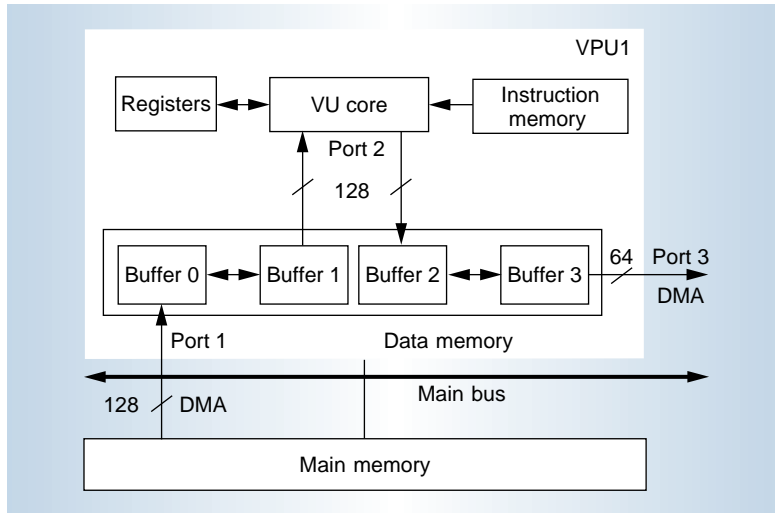 VPU1
Registers
VU core
Instruction
memory
Port 2
128
Buffer 0
Buffer 1
Buffer 2
Buffer 3
64
Port 3
DMA
Port 1
Data memory
Main bus
128
DMA
Main memory